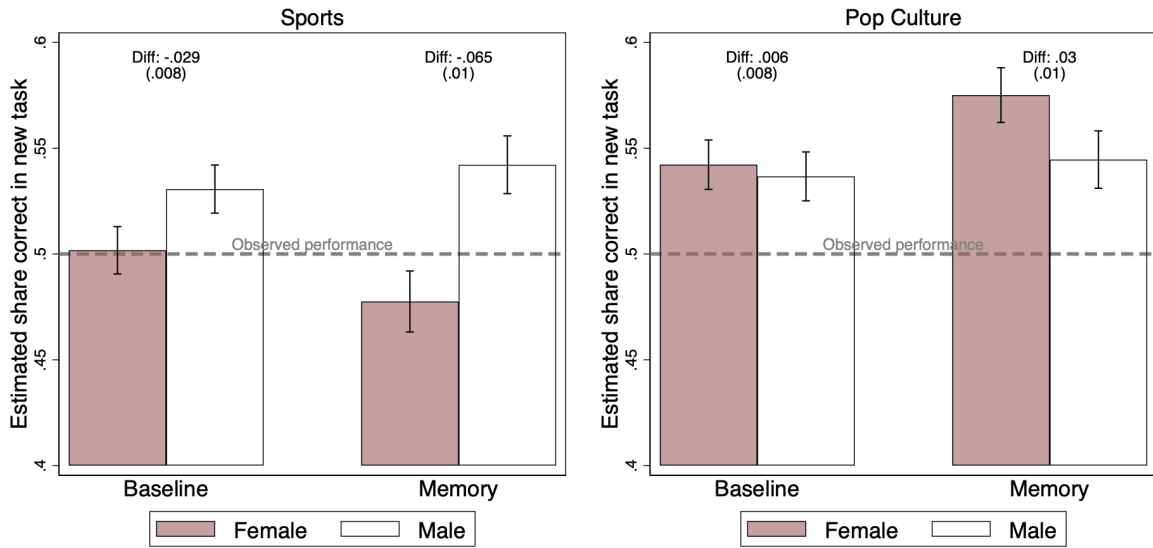 Sports
Estimated share correct in new task
.6
.55
.5
.45
.4
Diff: -.029
(.008)
Diff: -.065
(.01)
Observed performance
Baseline
Memory
Female
Male
Pop Culture
Estimated share correct in new task
.6
.55
.5
.45
.4
Diff: .006
(.008)
Diff: .03
(.01)
Observed performance
Baseline
Memory
Female
Male